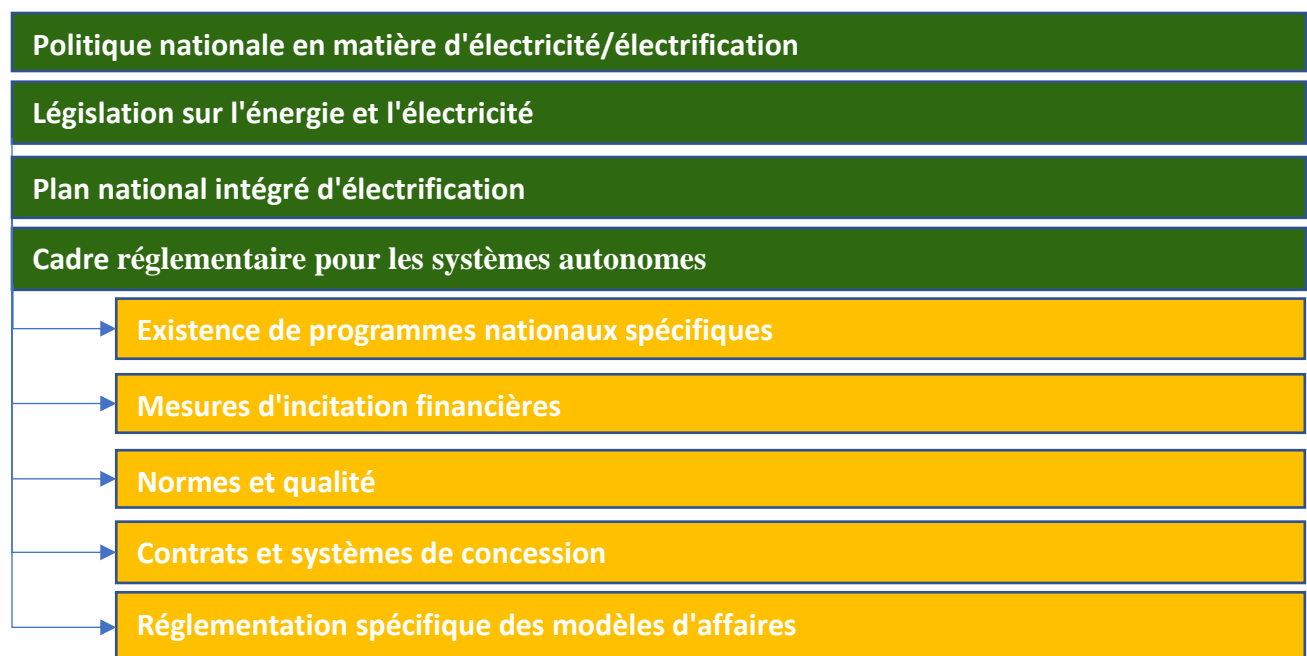 Politique nationale en matière d'électricité/électrification
Législation sur l'énergie et l'électricité
Plan national intégré d'électrification
Cadre réglementaire pour les systèmes autonomes
Existence de programmes nationaux spécifiques
Mesures d'incitation financières
Normes et qualité
Contrats et systèmes de concession
Réglementation spécifique des modèles d'affaires